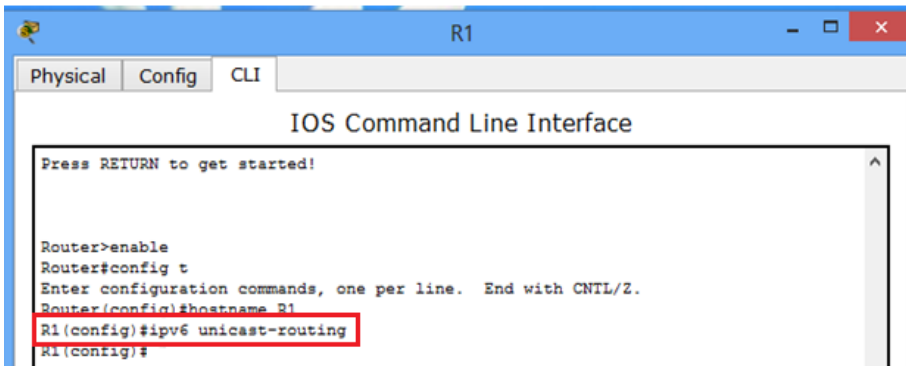 R1
Physical Config CLI
IOS Command Line Interface
Press RETURN to get started!
Router>enable
Router#config t
Enter configuration commands, one per line.  End with CNTL/Z.
Router(config)#hostname R1
R1(config)#ipv6 unicast-routing
R1(config)#